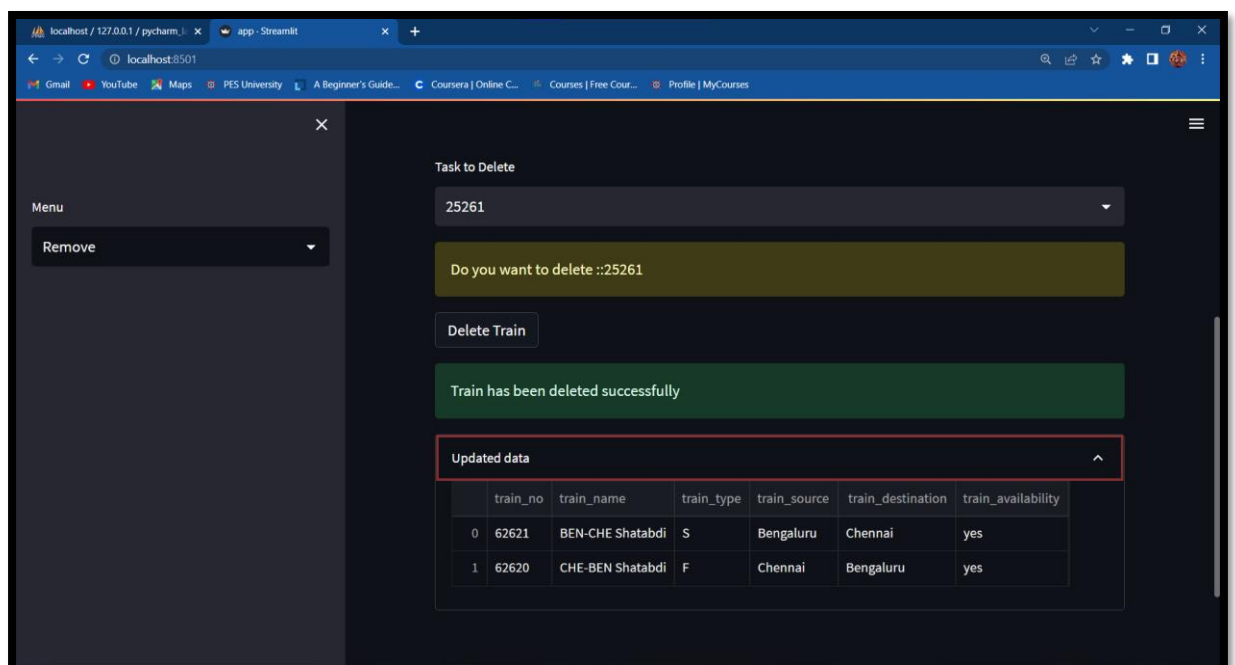 localhost / 127.0.0.1 / pycharm_l app · Streamlit
localhost:8501
Gmail YouTube Maps PES University A Beginner's Guide... Coursera | Online C... Courses | Free Cour... Profile | MyCourses
Menu
Remove
Task to Delete
25261
Do you want to delete ::25261
Delete Train
Train has been deleted successfully
Updated data
train_no train_name train_type train_source train_destination train_availability
0 62621 BEN-CHE Shatabdi S Bengaluru Chennai yes
1 62620 CHE-BEN Shatabdi F Chennai Bengaluru yes